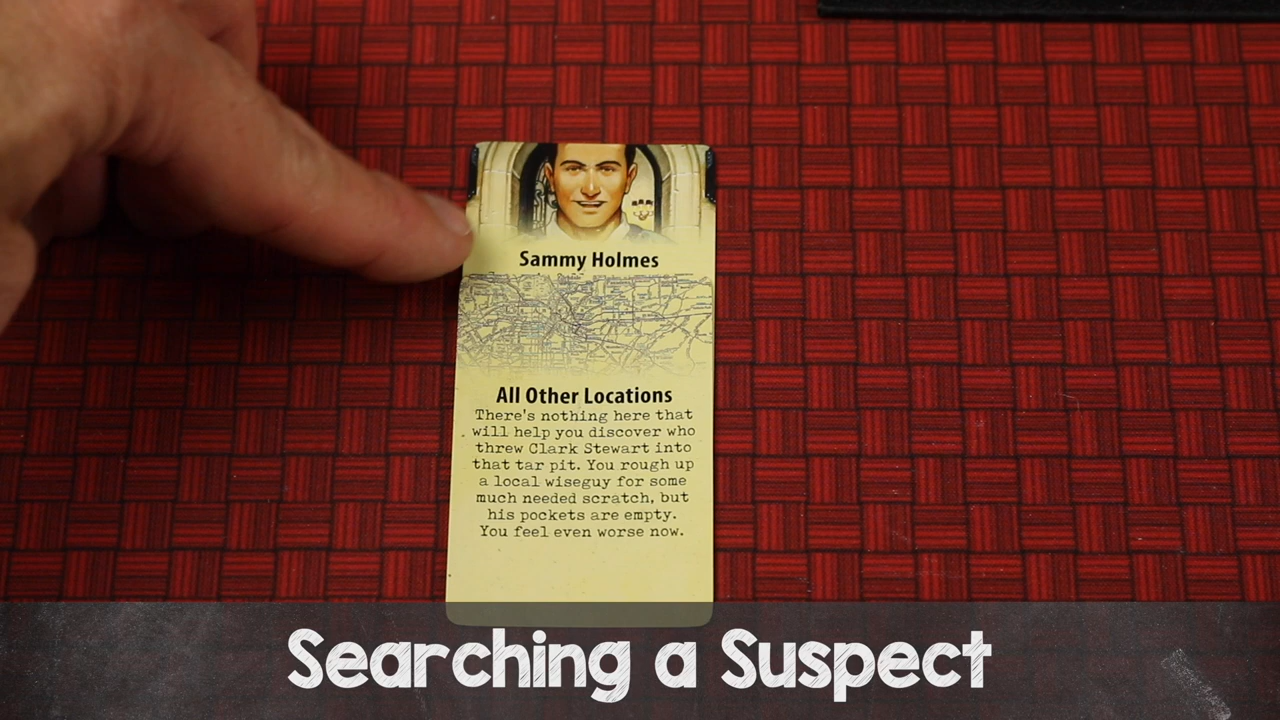 Sammy Holmes
All Other Locations
There's nothing here that
will help you discover who
threw Clark Stewart into
that tar pit. You rough up
a local wiseguy for some
much needed scratch, but
his pockets are empty.
You feel even worse now.
Searching a Suspect